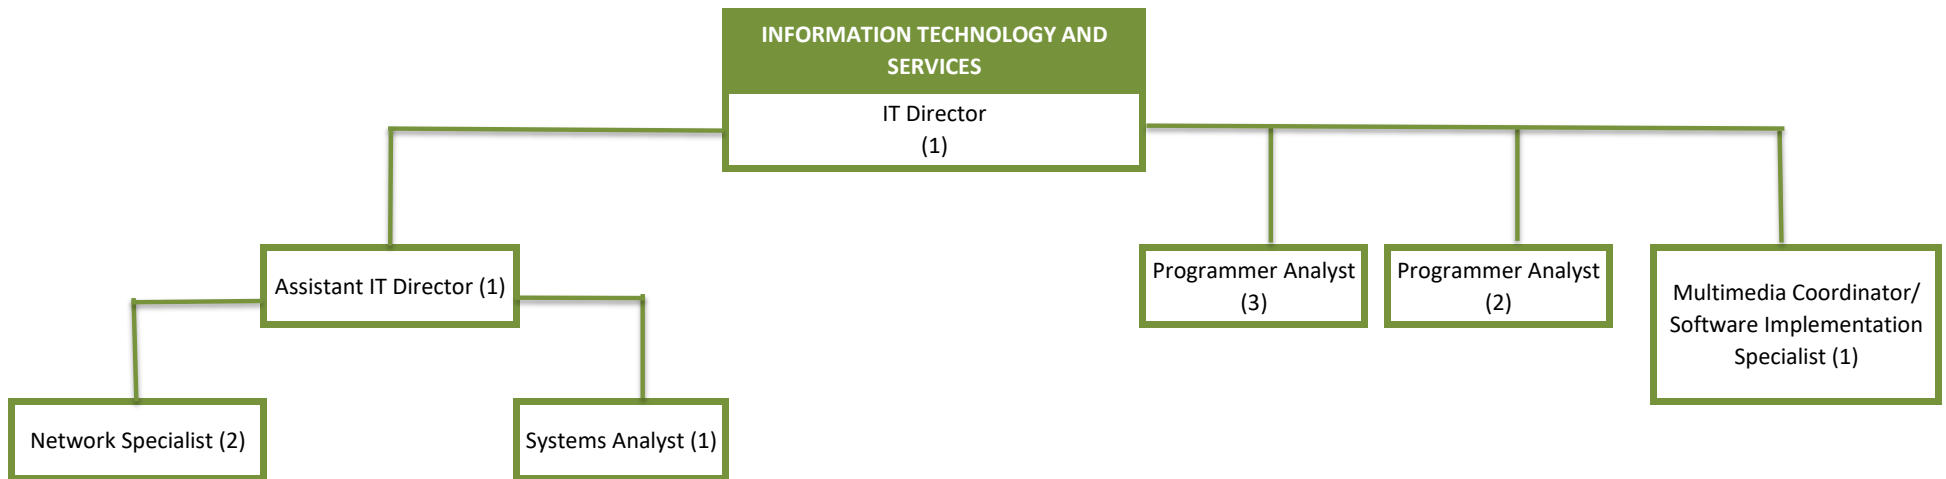 INFORMATION TECHNOLOGY AND
SERVICES
IT Director
(1)
Assistant IT Director (1)
Programmer Analyst
(3)
Programmer Analyst
(2)
Multimedia Coordinator/
Software Implementation
Specialist (1)
Network Specialist (2)
Systems Analyst (1)